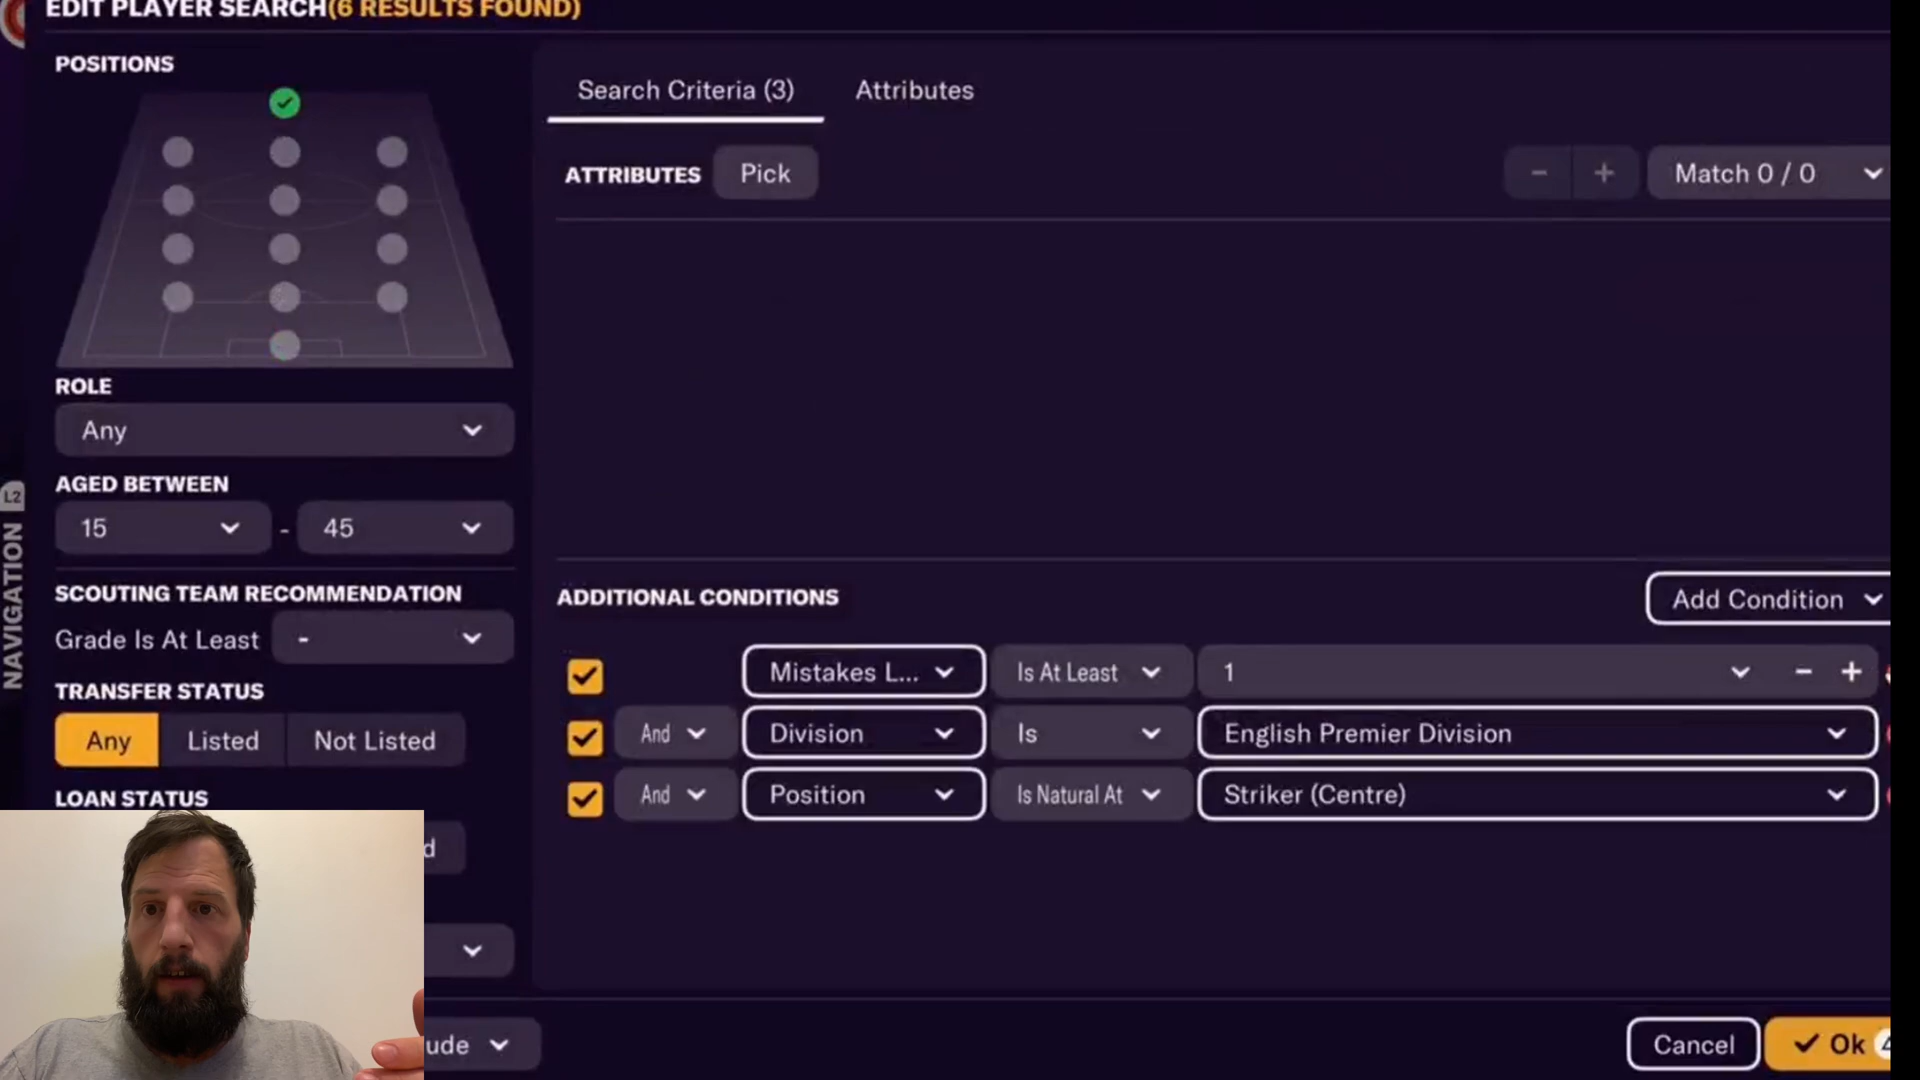 EDIT PLAYER SEARCH(6 RESULTS FOUND)
POSITIONS
Search Criteria (3)
Attributes
ATTRIBUTES
Pick
- +
Match 0 / 0
ROLE
Any
AGED BETWEEN
15 - 45
SCOUTING TEAM RECOMMENDATION
Grade Is At Least -
TRANSFER STATUS
Any
Listed
Not Listed
LOAN STATUS
d
ude
L2
NAVIGATION
ADDITIONAL CONDITIONS
Add Condition
Mistakes L... Is At Least 1 - +
And Division Is English Premier Division
And Position Is Natural At Striker (Centre)
Cancel
Ok